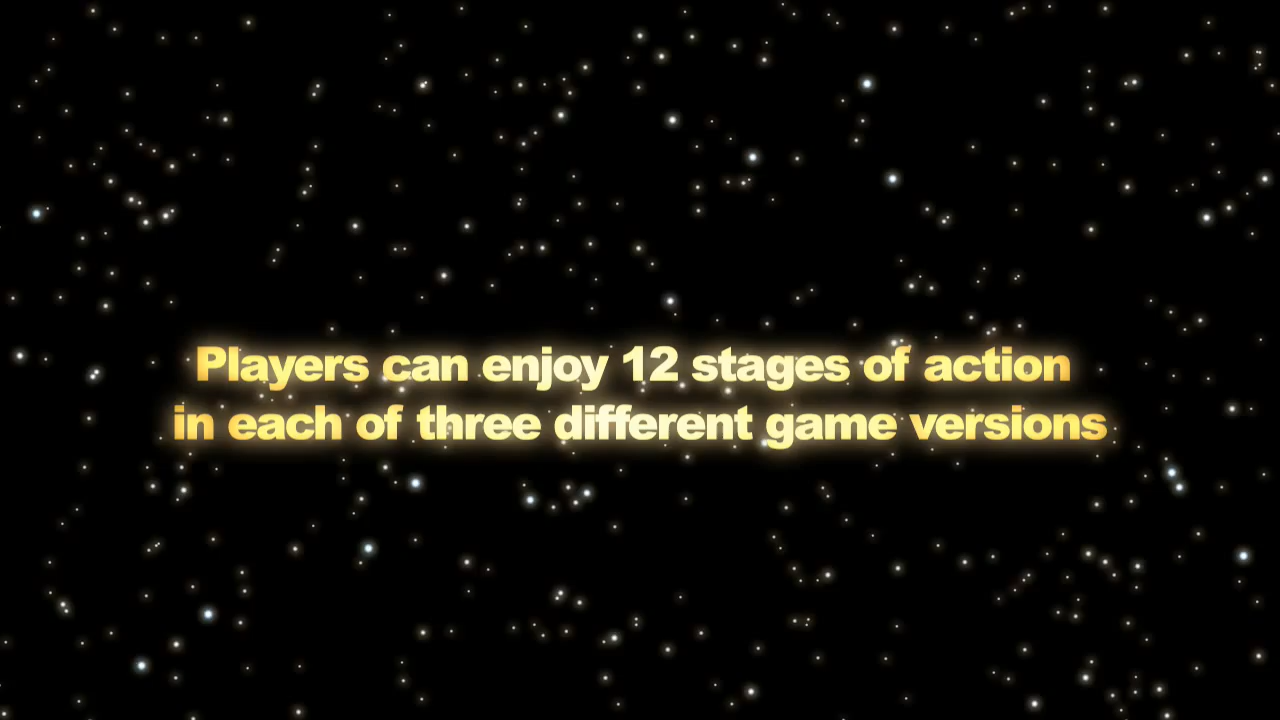 Players can enjoy 12 stages of action
in each of three different game versions